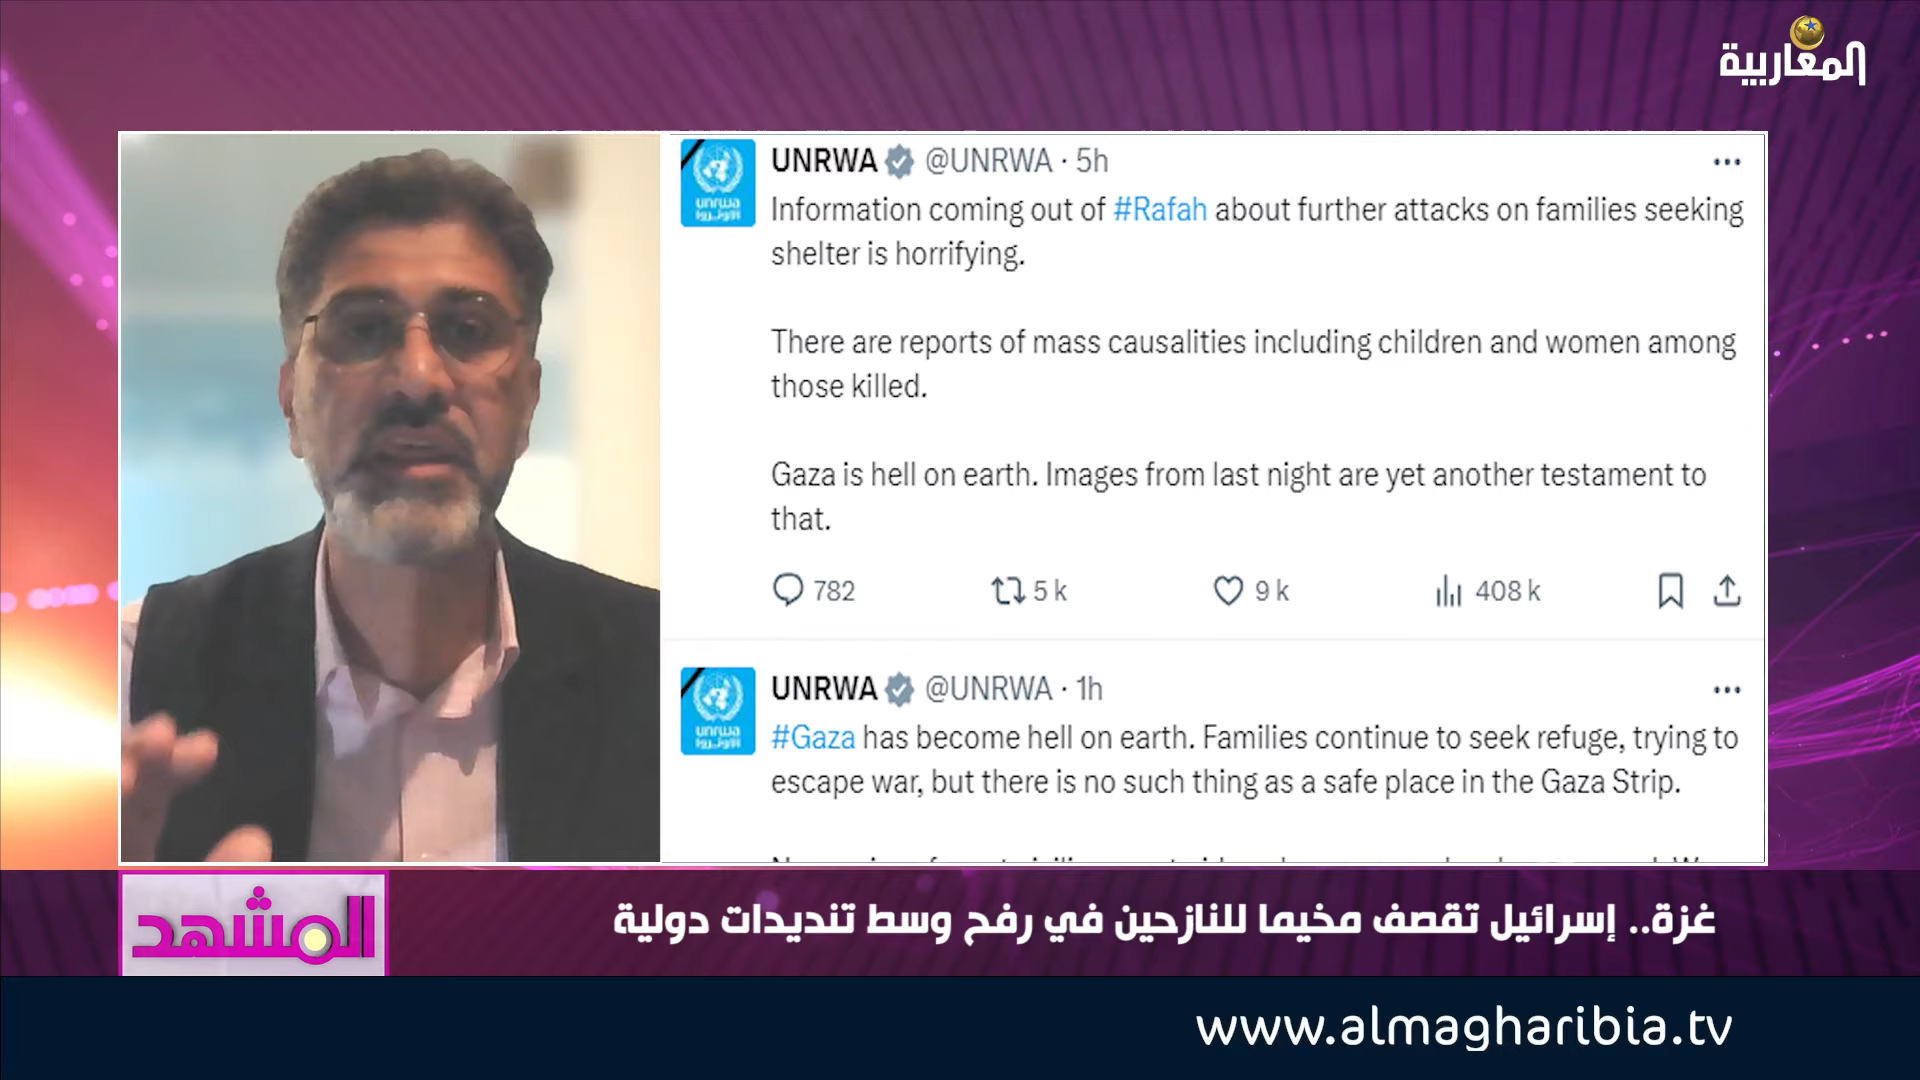 المغاربية
UNRWA @UNRWA · 5h
unrwa
الأونروا
Information coming out of #Rafah about further attacks on families seeking
shelter is horrifying.
There are reports of mass causalities including children and women among
those killed.
Gaza is hell on earth. Images from last night are yet another testament to
that.
782 5 k 9 k 408 k
UNRWA @UNRWA · 1h
unrwa
الأونروا
#Gaza has become hell on earth. Families continue to seek refuge, trying to
escape war, but there is no such thing as a safe place in the Gaza Strip.
المشهد
غزة.. إسرائيل تقصف مخيما للنازحين في رفح وسط تنديدات دولية
www.almagharibia.tv